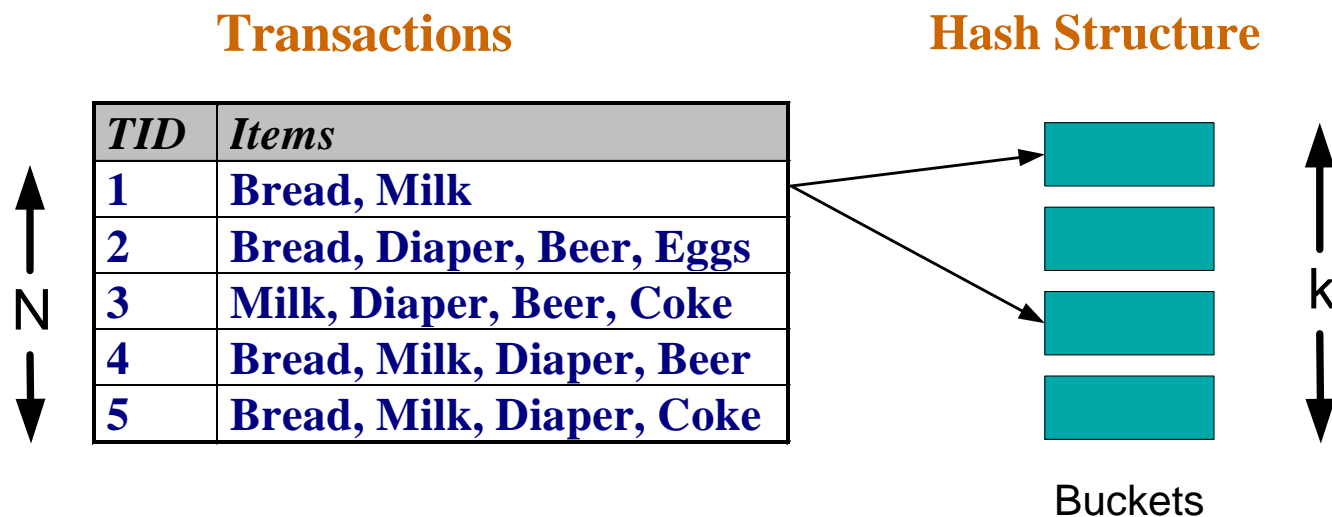 Transactions
Hash Structure
TID Items
1 Bread, Milk
2 Bread, Diaper, Beer, Eggs
3 Milk, Diaper, Beer, Coke
4 Bread, Milk, Diaper, Beer
5 Bread, Milk, Diaper, Coke
N
k
Buckets